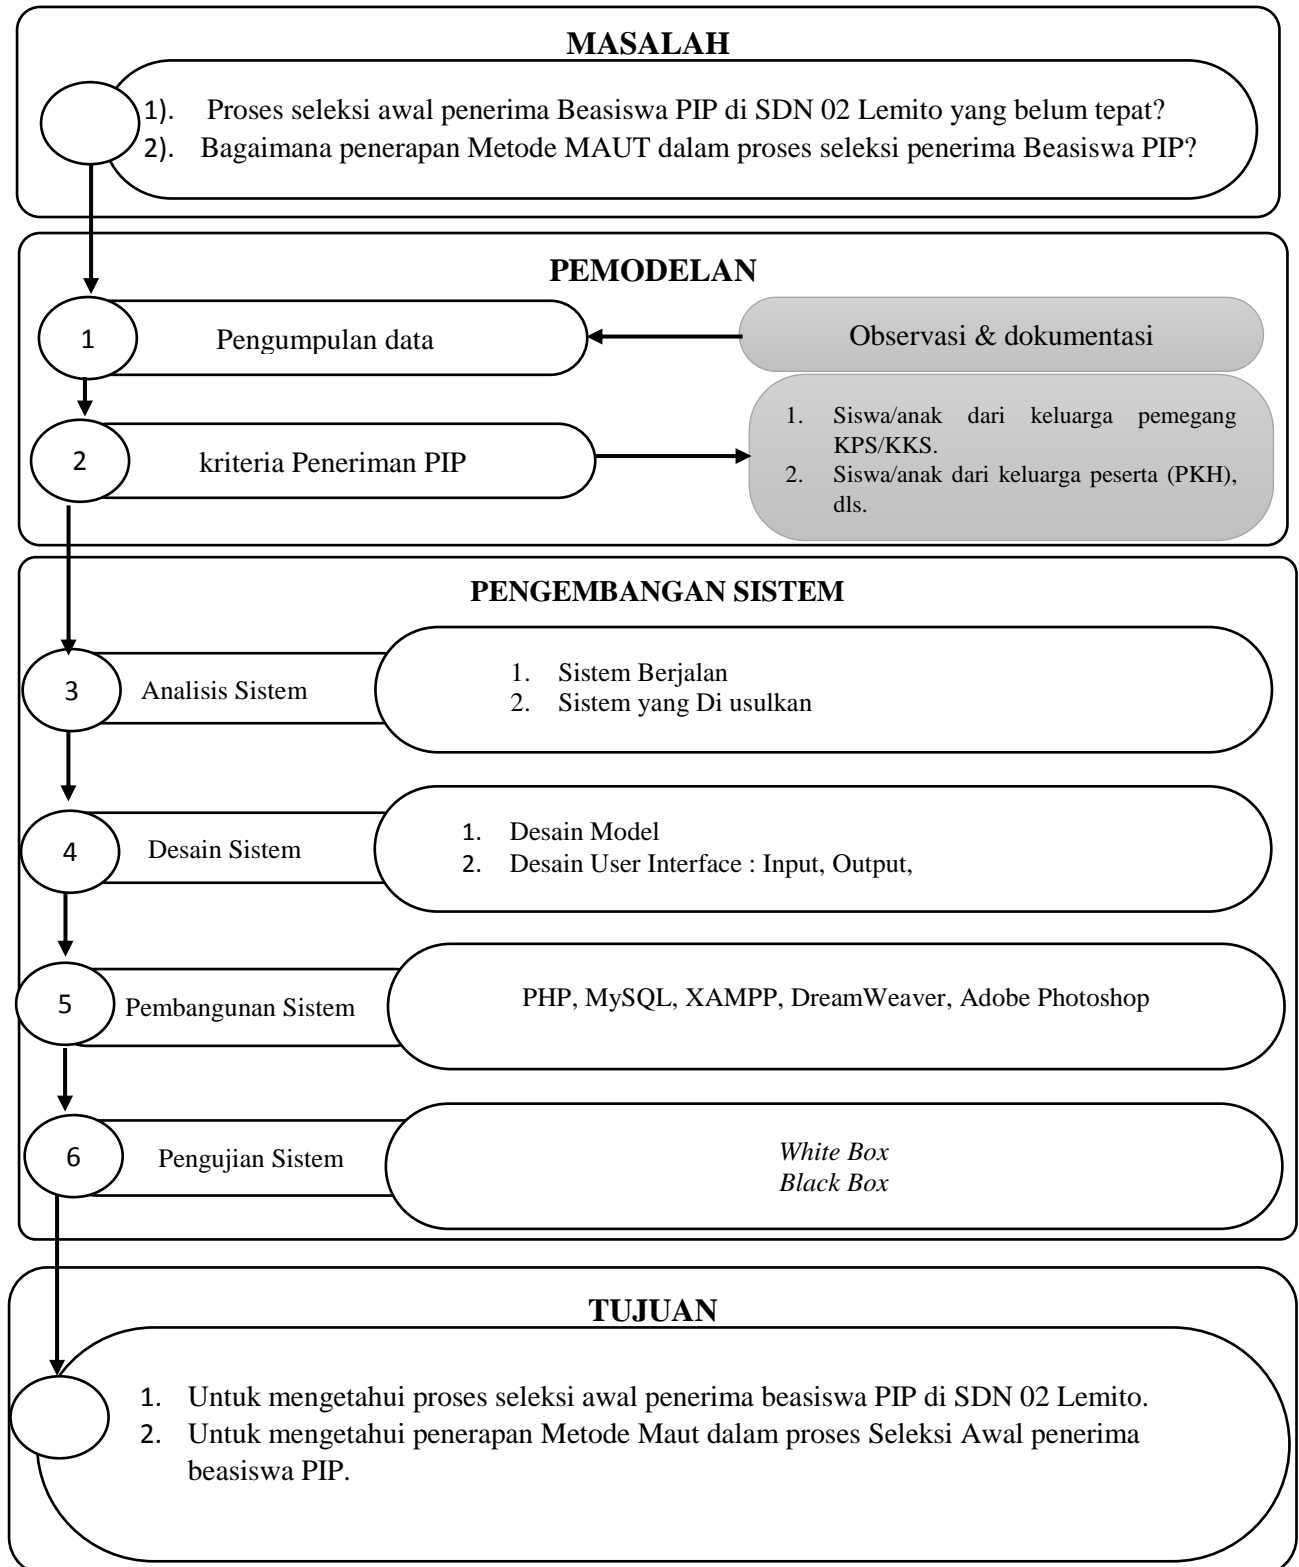 MASALAH
1). Proses seleksi awal penerima Beasiswa PIP di SDN 02 Lemito yang belum tepat?
2). Bagaimana penerapan Metode MAUT dalam proses seleksi penerima Beasiswa PIP?
PEMODELAN
1
Pengumpulan data
Observasi & dokumentasi
2
kriteria Peneriman PIP
1. Siswa/anak dari keluarga pemegang
KPS/KKS.
2. Siswa/anak dari keluarga peserta (PKH),
dls.
PENGEMBANGAN SISTEM
3
Analisis Sistem
1. Sistem Berjalan
2. Sistem yang Di usulkan
4
Desain Sistem
1. Desain Model
2. Desain User Interface : Input, Output,
5
Pembangunan Sistem
PHP, MySQL, XAMPP, DreamWeaver, Adobe Photoshop
6
Pengujian Sistem
White Box
Black Box
TUJUAN
1. Untuk mengetahui proses seleksi awal penerima beasiswa PIP di SDN 02 Lemito.
2. Untuk mengetahui penerapan Metode Maut dalam proses Seleksi Awal penerima
beasiswa PIP.